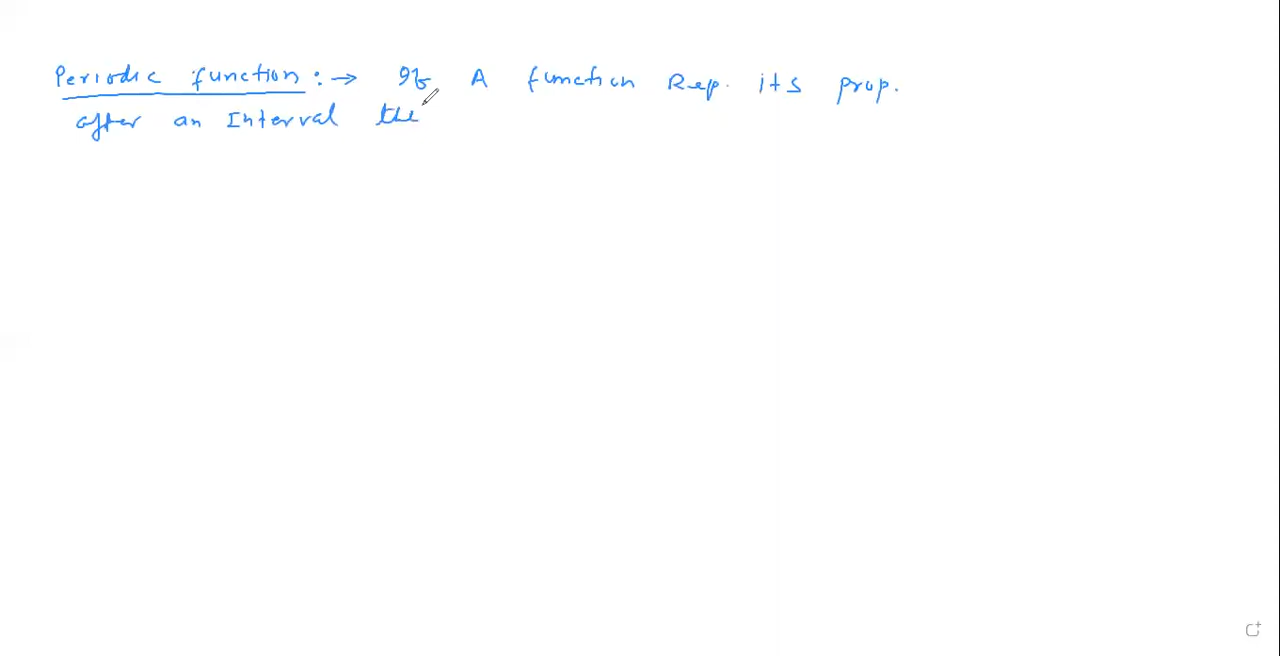 Periodic function :→ If A function Rep. its prop.
after an Interval the